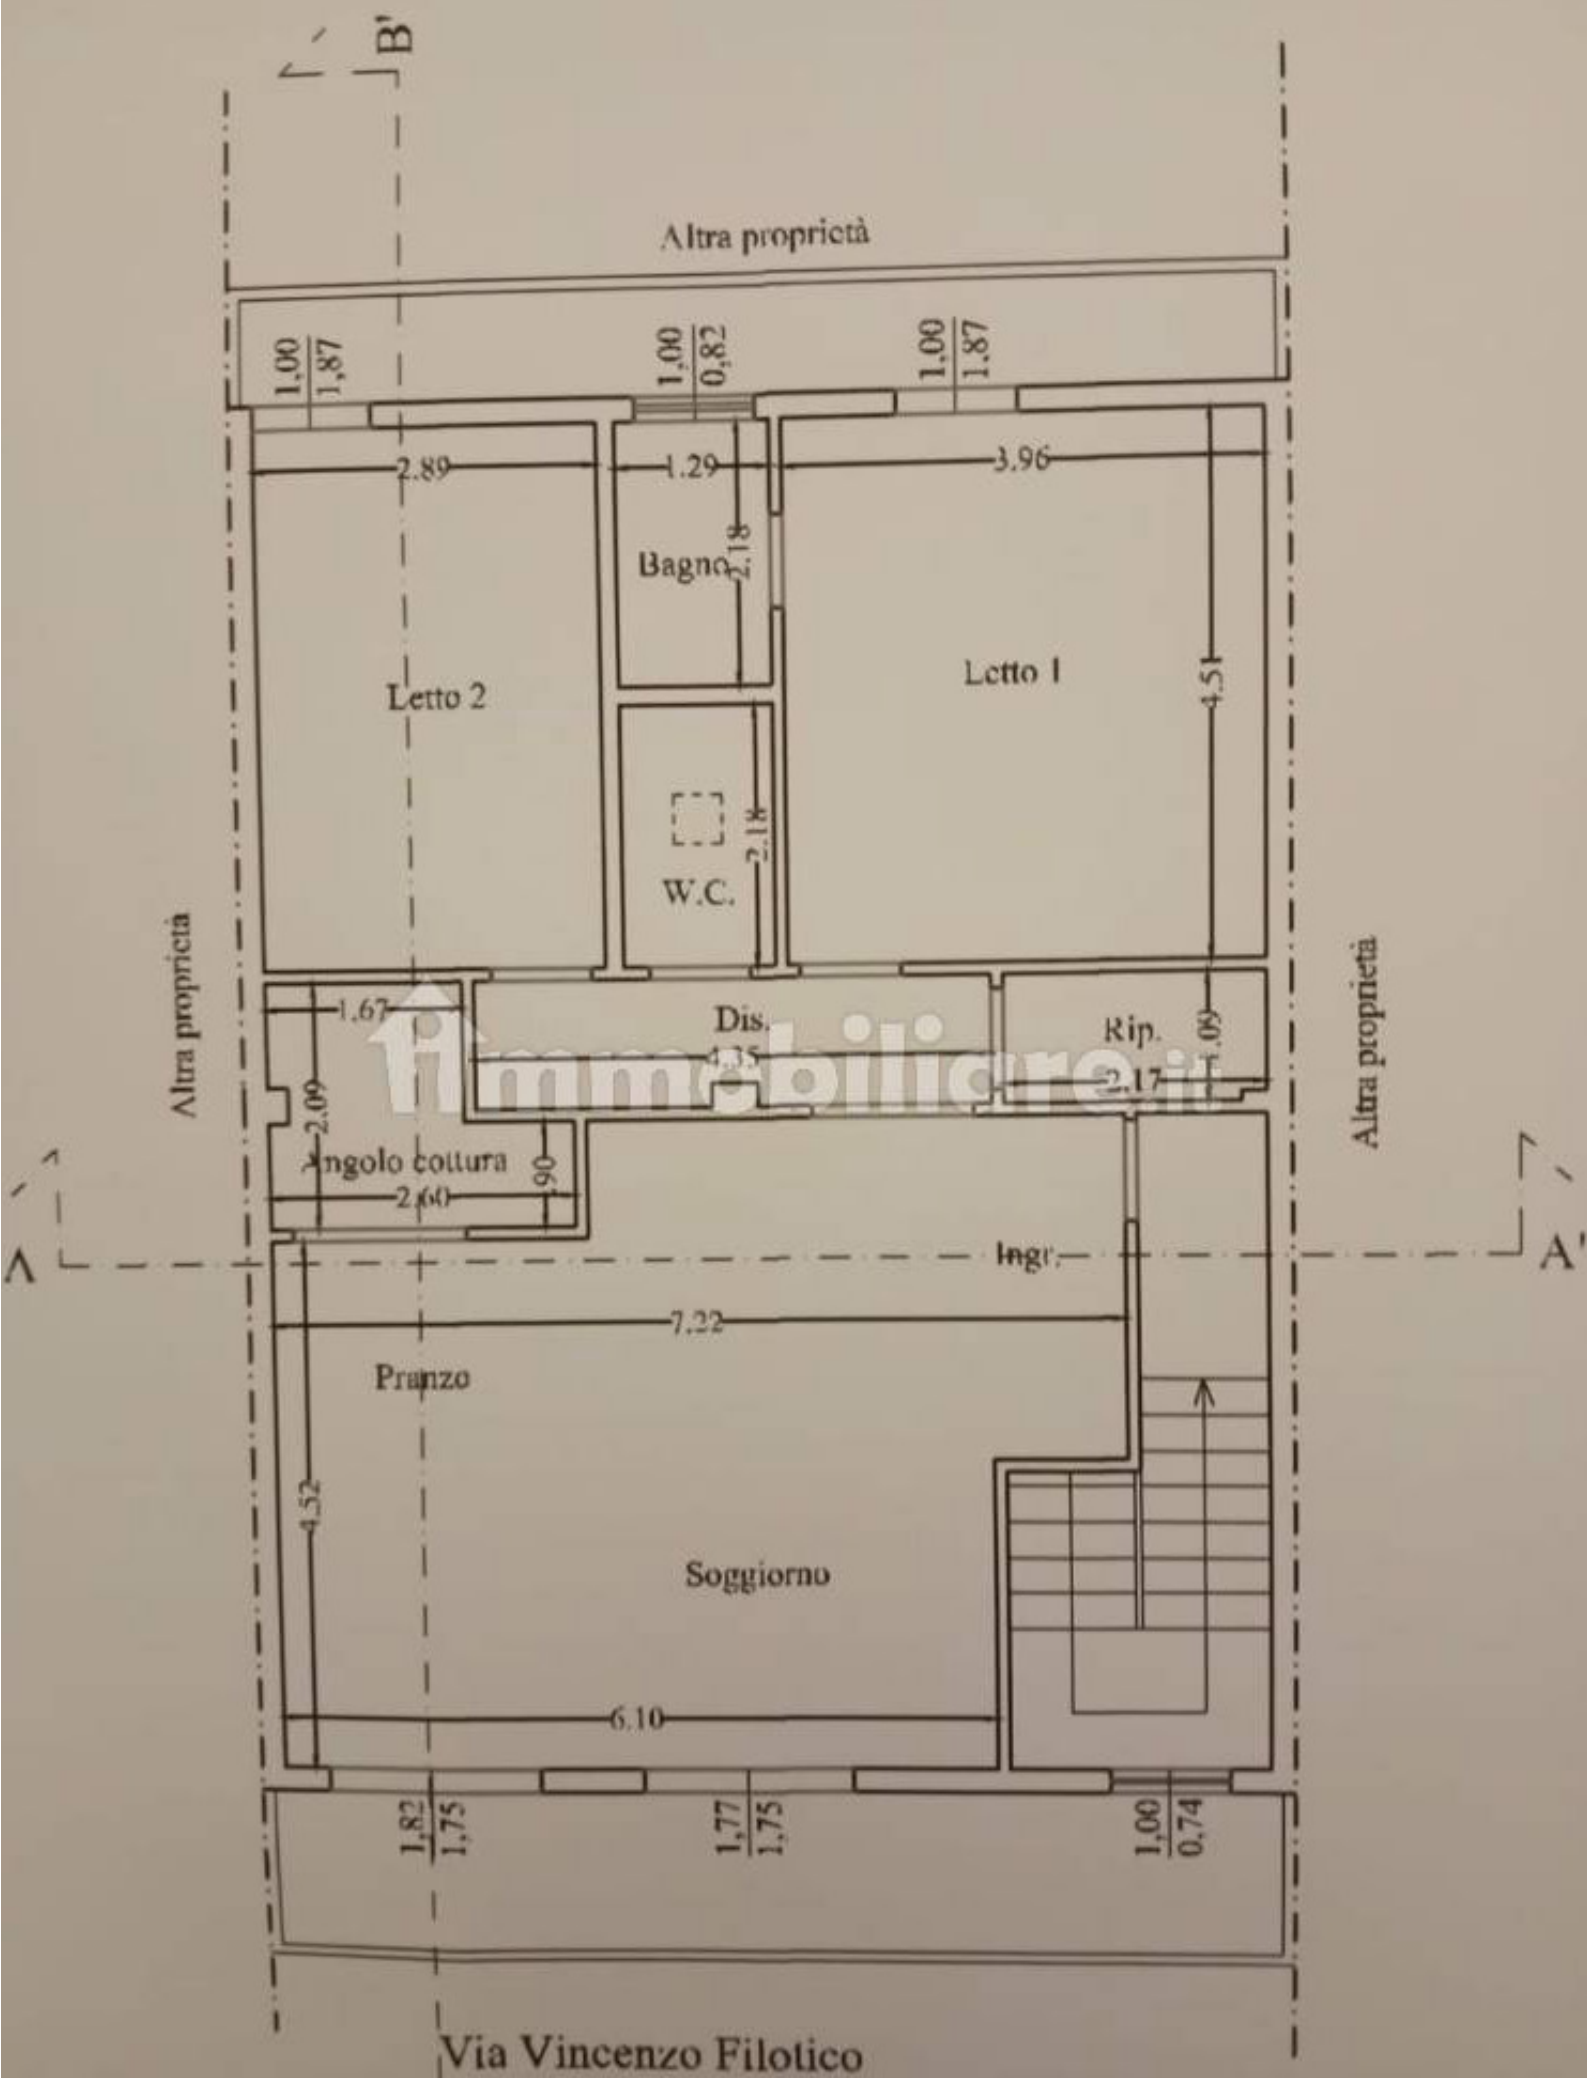 B'
Altra proprietà
1,00
1,87
1,00
0,82
1,00
1.87
2.89
1.29
3.96
Bagno
2.18
Letto 2
Letto 1
4.51
W.C.
2.18
Altra proprietà
Altra proprietà
1.67
Dis.
4.35
Rip.
1.09
2.17
immobiliare.it
2.09
Angolo cottura
.90
2.60
A
Ingr.
A'
7.22
Pranzo
4.52
Soggiorno
6.10
1,82
1,75
1,77
1,75
1,00
0,74
Via Vincenzo Filotico